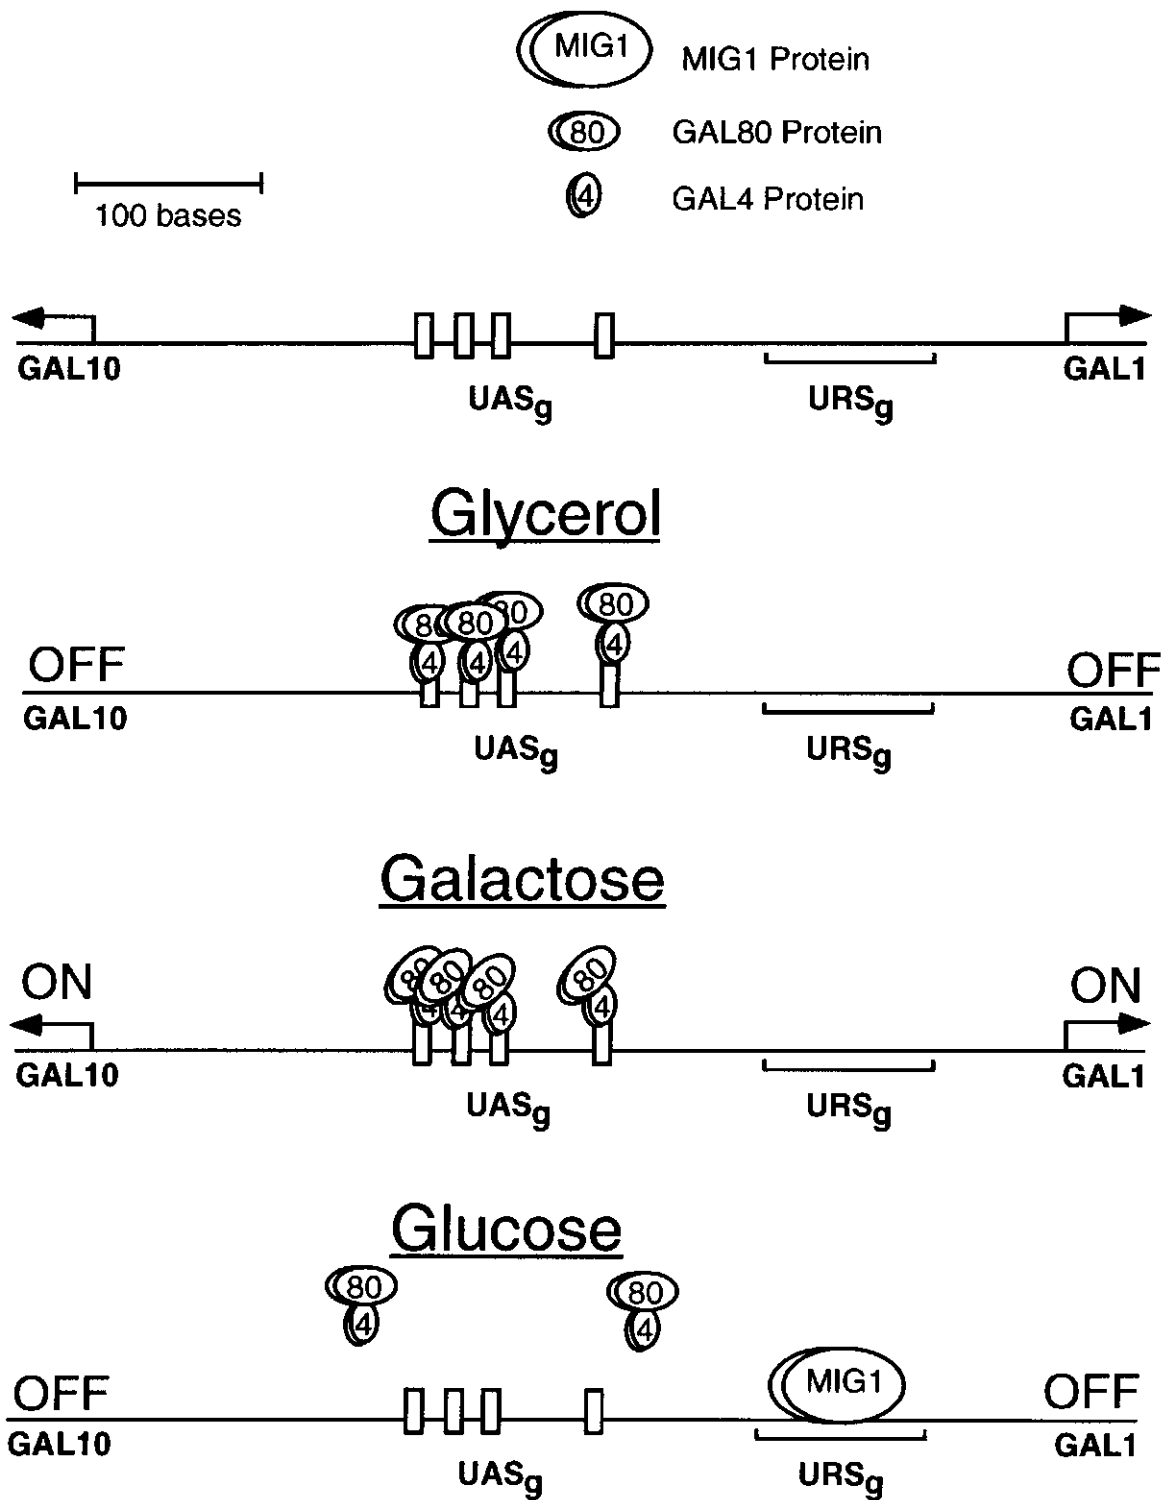 MIG1 MIG1 Protein
80 GAL80 Protein
4 GAL4 Protein
100 bases
GAL10 GAL1
UASg URSg
Glycerol
80 80 80 80
4 4 4 4
OFF OFF
GAL10 GAL1
UASg URSg
Galactose
80 80 80 80
4 4 4 4
ON ON
GAL10 GAL1
UASg URSg
Glucose
80 80
4 4
MIG1
OFF OFF
GAL10 GAL1
UASg URSg